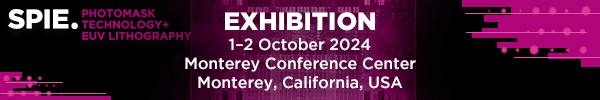 SPIE.
PHOTOMASK
TECHNOLOGY+
EUV LITHOGRAPHY
EXHIBITION
1–2 October 2024
Monterey Conference Center
Monterey, California, USA